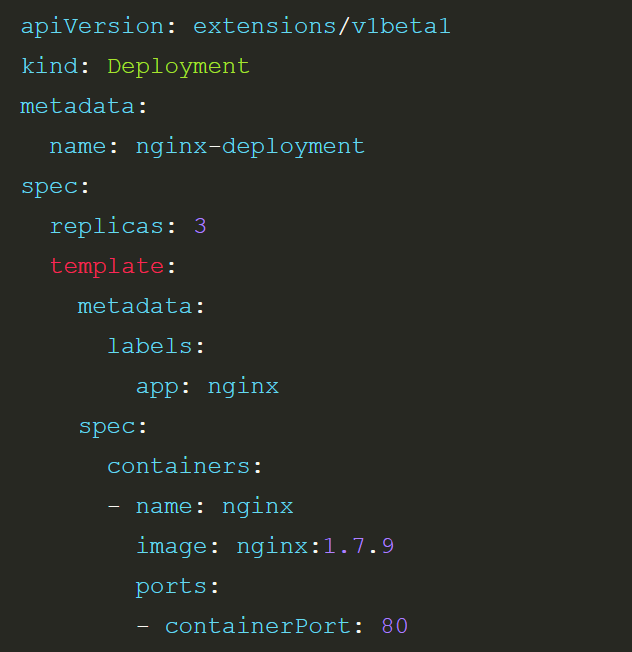 apiVersion: extensions/v1beta1
kind: Deployment
metadata:
  name: nginx-deployment
spec:
  replicas: 3
  template:
    metadata:
      labels:
        app: nginx
    spec:
      containers:
      - name: nginx
        image: nginx:1.7.9
        ports:
        - containerPort: 80